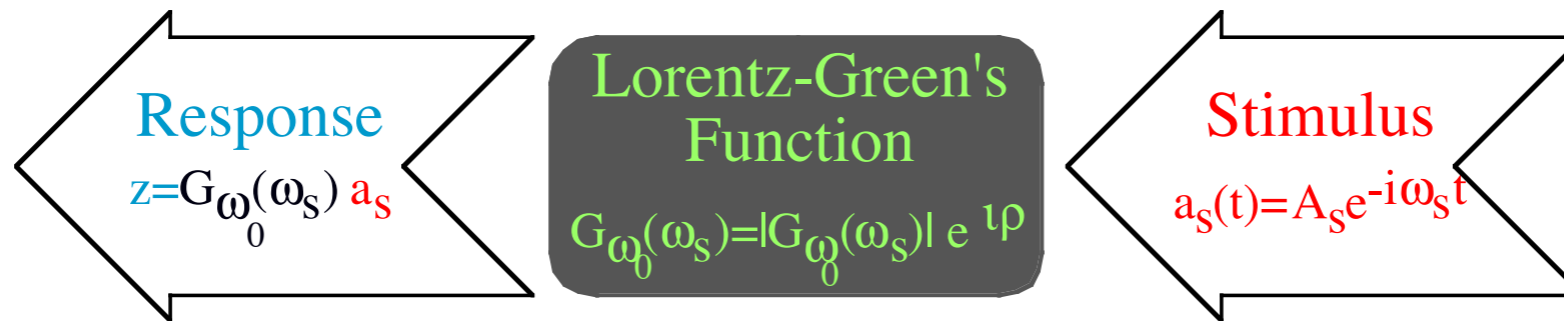 Response
z=Gω₀(ωs) as
Lorentz-Green's
Function
Gω₀(ωs)=|Gω₀(ωs)| e ιρ
Stimulus
as(t)=Ase-iωst